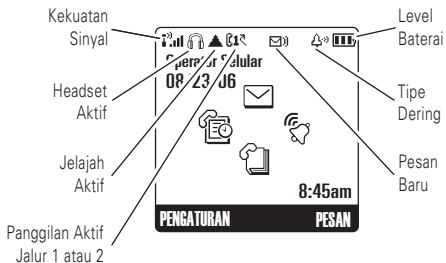 Kekuatan
Sinyal
Headset
Aktif
Jelajah
Aktif
Panggilan Aktif
Jalur 1 atau 2
Level
Baterai
Tipe
Dering
Pesan
Baru
1
Operator Selular
08/23/06
8:45am
PENGATURAN
PESAN